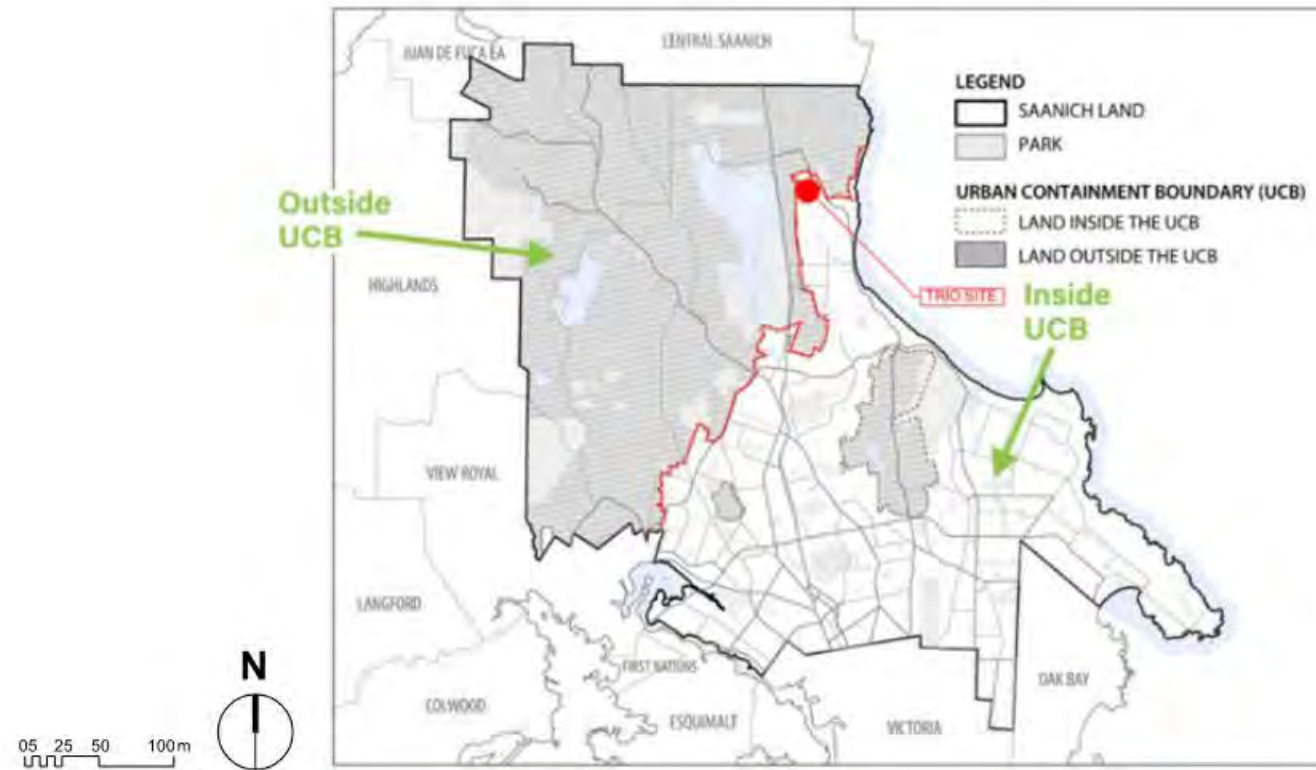 JUAN DE FUCA EA
CENTRAL SAANICH
LEGEND
SAANICH LAND
PARK
URBAN CONTAINMENT BOUNDARY (UCB)
LAND INSIDE THE UCB
LAND OUTSIDE THE UCB
Outside
UCB
HIGHLANDS
TRIO SITE
Inside
UCB
VIEW ROYAL
LANGFORD
FIRST NATIONS
COLWOOD
ESQUIMALT
VICTORIA
OAK BAY
N
05 25 50 100m